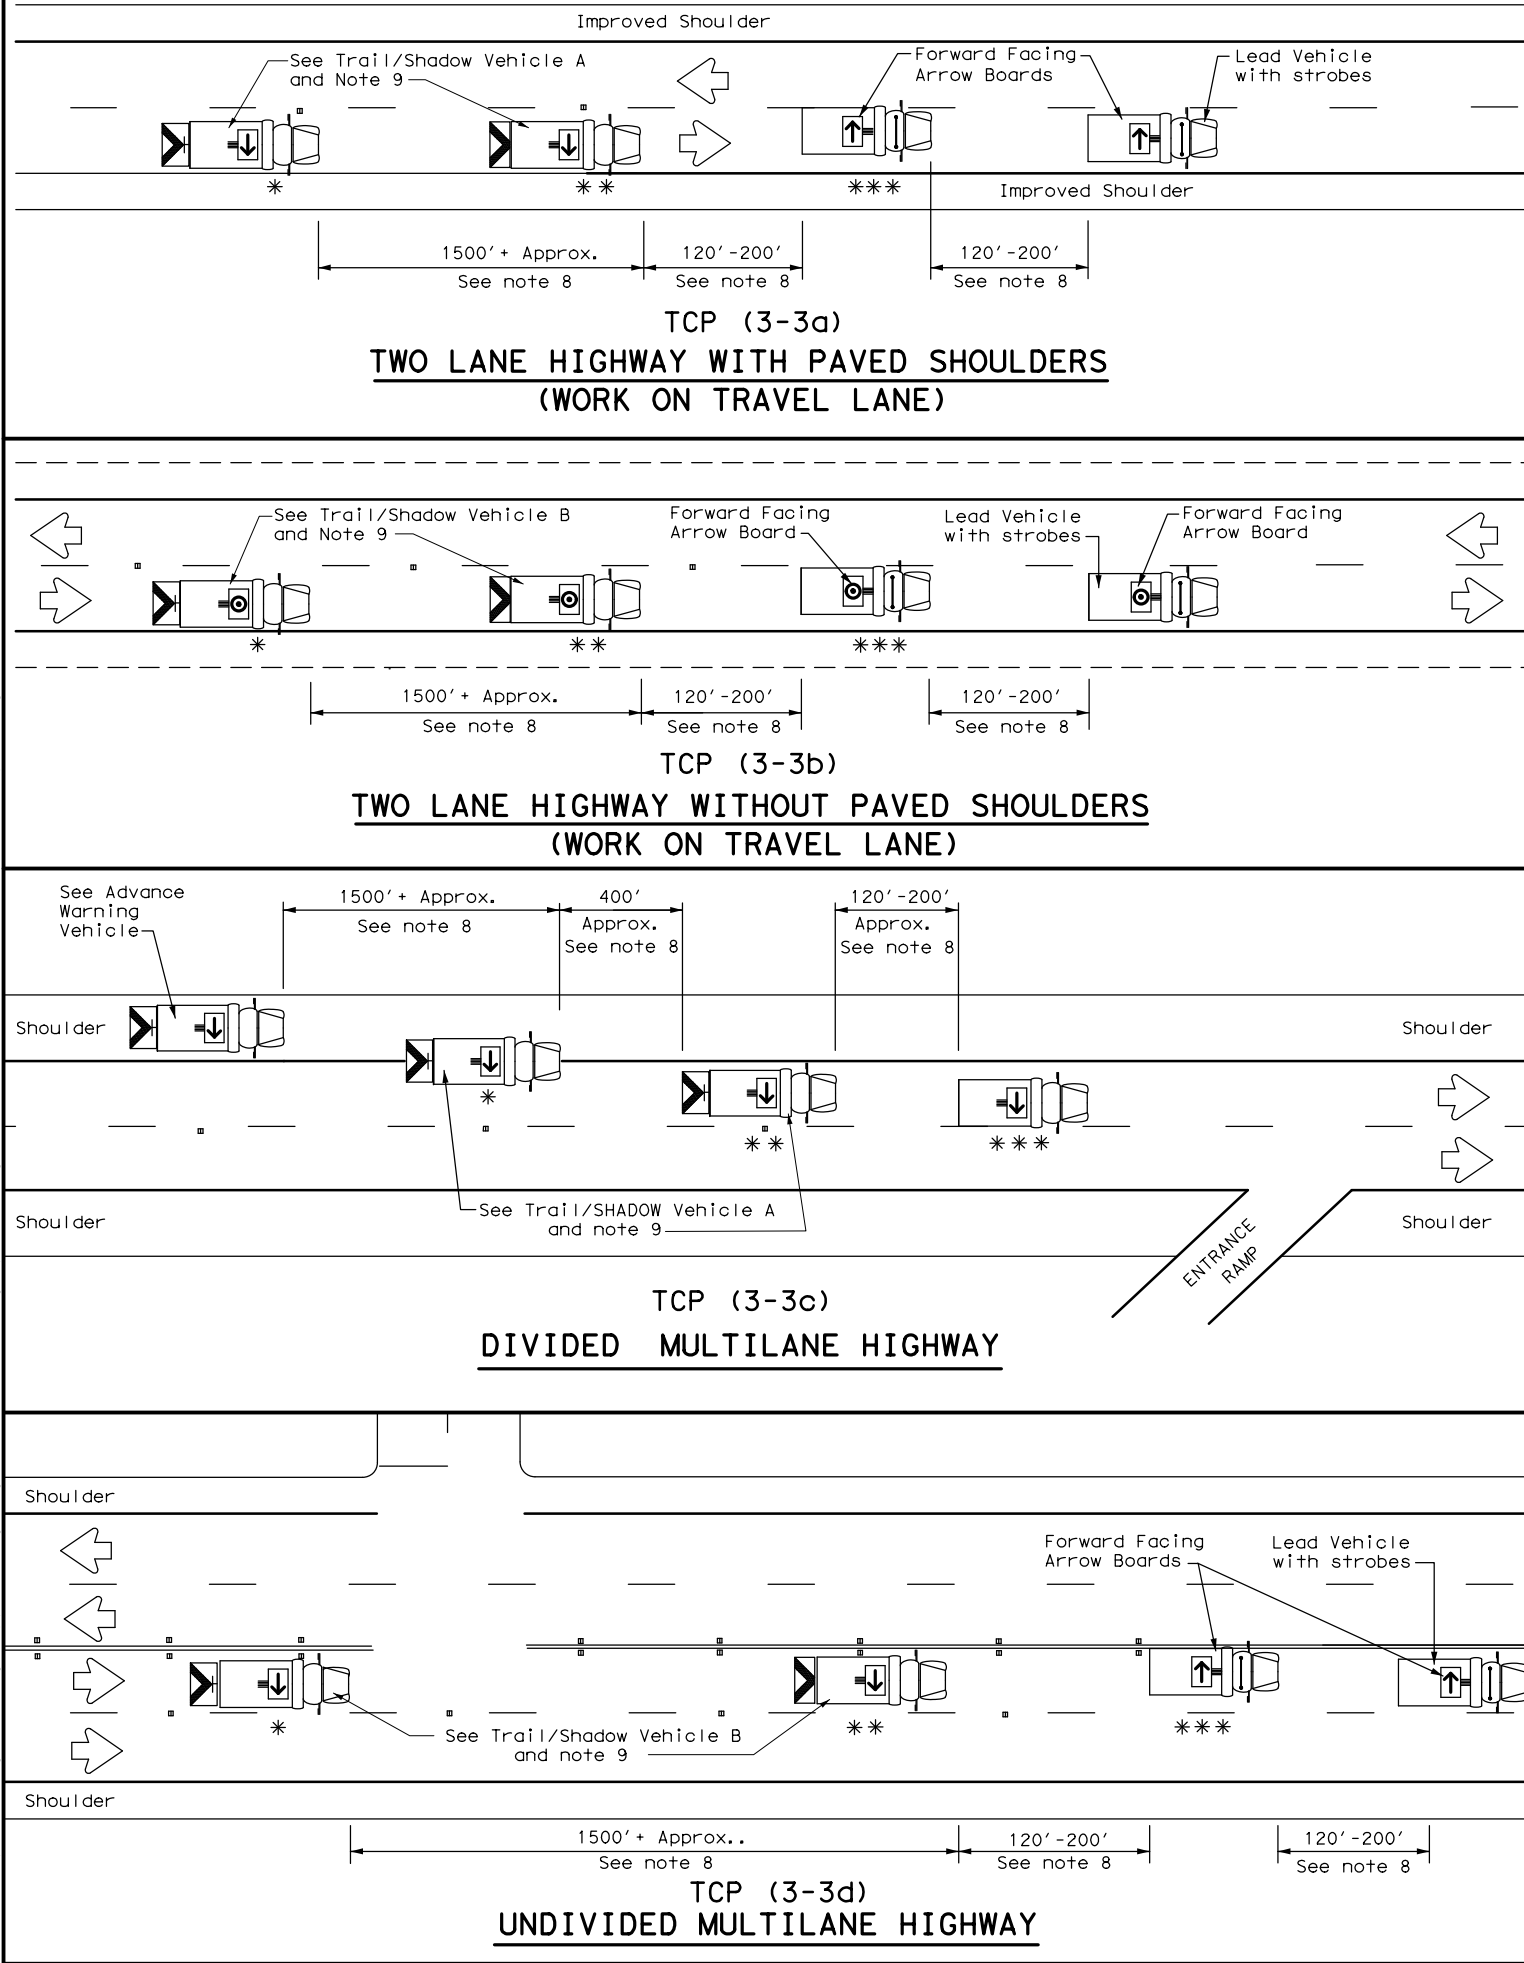 Improved Shoulder
See Trail/Shadow Vehicle A
and Note 9
Forward Facing
Arrow Boards
Lead Vehicle
with strobes
*
**
***
Improved Shoulder
1500'+ Approx.
See note 8
120'-200'
See note 8
120'-200'
See note 8
TCP (3-3a)
TWO LANE HIGHWAY WITH PAVED SHOULDERS
(WORK ON TRAVEL LANE)
See Trail/Shadow Vehicle B
and Note 9
Forward Facing
Arrow Board
Lead Vehicle
with strobes
Forward Facing
Arrow Board
*
**
***
1500'+ Approx.
See note 8
120'-200'
See note 8
120'-200'
See note 8
TCP (3-3b)
TWO LANE HIGHWAY WITHOUT PAVED SHOULDERS
(WORK ON TRAVEL LANE)
See Advance
Warning
Vehicle
1500'+ Approx.
See note 8
400'
Approx.
See note 8
120'-200'
Approx.
See note 8
Shoulder
Shoulder
*
**
***
See Trail/SHADOW Vehicle A
and note 9
Shoulder
Shoulder
ENTRANCE
RAMP
TCP (3-3c)
DIVIDED MULTILANE HIGHWAY
Shoulder
Forward Facing
Arrow Boards
Lead Vehicle
with strobes
*
**
***
See Trail/Shadow Vehicle B
and note 9
Shoulder
1500'+ Approx..
See note 8
120'-200'
See note 8
120'-200'
See note 8
TCP (3-3d)
UNDIVIDED MULTILANE HIGHWAY